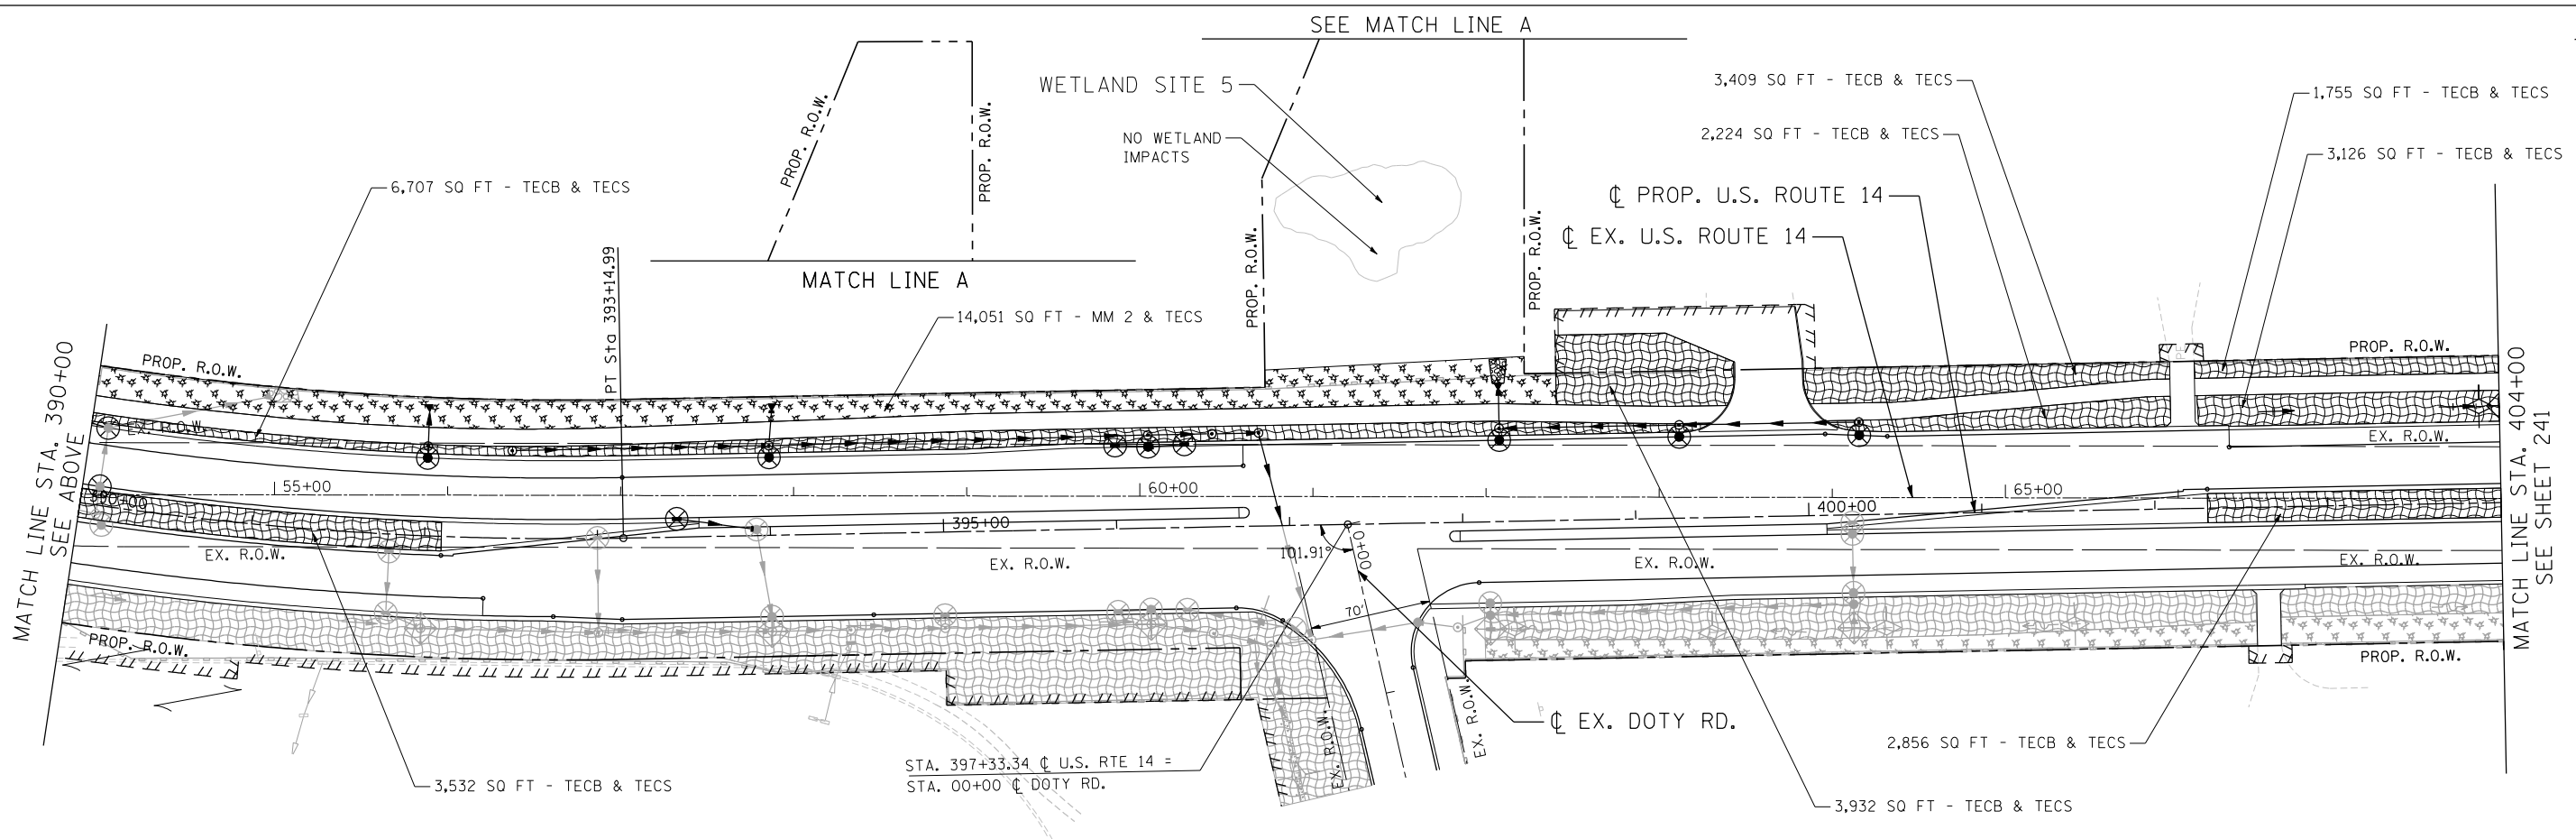 SEE MATCH LINE A
WETLAND SITE 5
NO WETLAND
IMPACTS
3,409 SQ FT - TECB & TECS
2,224 SQ FT - TECB & TECS
1,755 SQ FT - TECB & TECS
3,126 SQ FT - TECB & TECS
6,707 SQ FT - TECB & TECS
PROP. R.O.W.
PROP. R.O.W.
MATCH LINE A
℄ PROP. U.S. ROUTE 14
℄ EX. U.S. ROUTE 14
PROP. R.O.W.
PROP. R.O.W.
PT Sta 393+14.99
14,051 SQ FT - MM 2 & TECS
MATCH LINE STA. 390+00
SEE ABOVE
PROP. R.O.W.
PROP. R.O.W.
EX. R.O.W.
EX. R.O.W.
390+00
55+00
60+00
65+00
395+00
400+00
EX. R.O.W.
EX. R.O.W.
EX. R.O.W.
EX. R.O.W.
101.91°
00+00
70'
PROP. R.O.W.
PROP. R.O.W.
MATCH LINE STA. 404+00
SEE SHEET 241
EX. R.O.W.
EX. R.O.W.
℄ EX. DOTY RD.
STA. 397+33.34 ℄ U.S. RTE 14 =
STA. 00+00 ℄ DOTY RD.
3,532 SQ FT - TECB & TECS
2,856 SQ FT - TECB & TECS
3,932 SQ FT - TECB & TECS